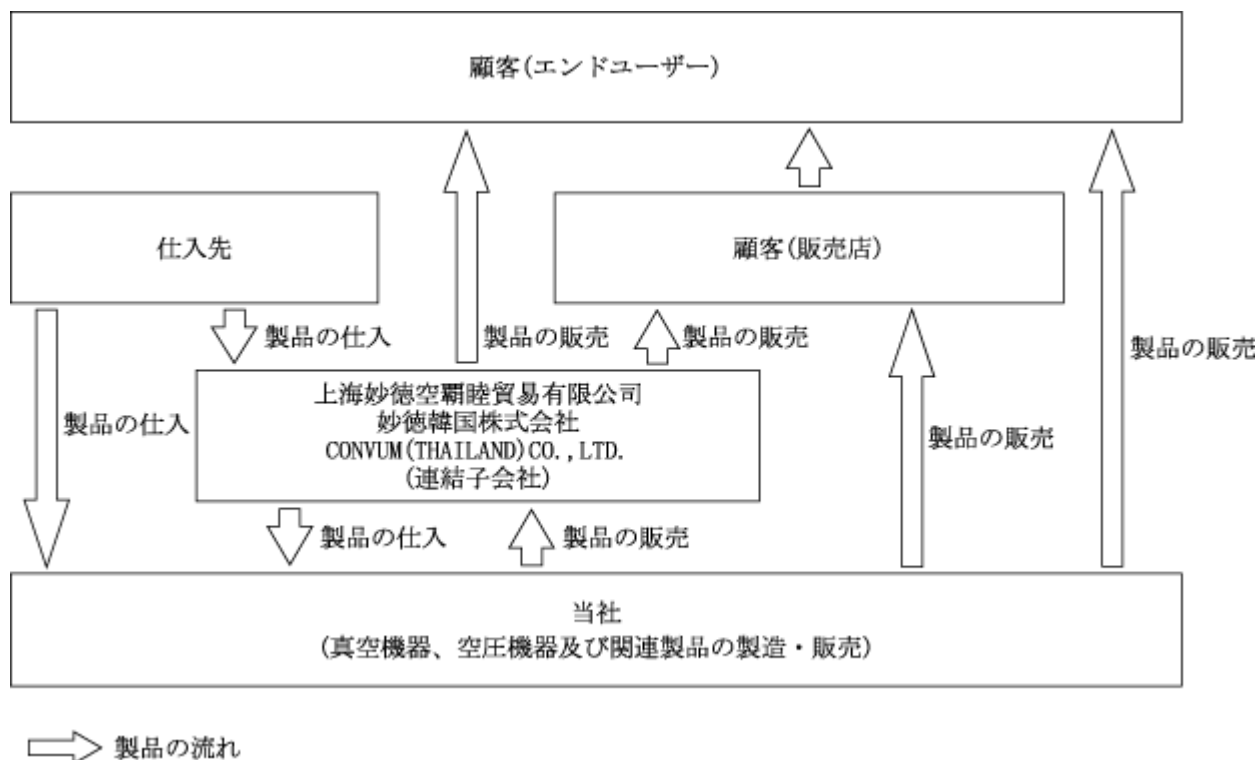 顧客(エンドユーザー)
仕入先
顧客(販売店)
製品の仕入
製品の販売
製品の販売
製品の販売
上海妙徳空覇睦貿易有限公司
妙徳韓国株式会社
CONVUM(THAILAND)CO.,LTD.
(連結子会社)
製品の仕入
製品の販売
製品の仕入
製品の販売
当社
(真空機器、空圧機器及び関連製品の製造・販売)
製品の流れ